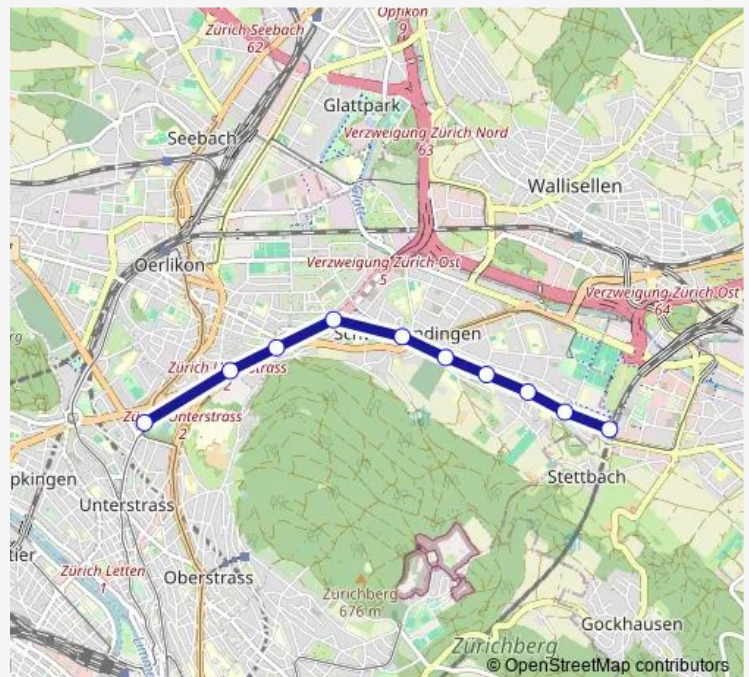 Opfikon
9
Zürich Seebach
62
Glattpark
Seebach
Verzweigung Zürich Nord
63
Wallisellen
Glatt
Oerlikon
Verzweigung Zürich-Ost
5
Verzweigung Zürich Ost
64
Zürich
2
Unterstrass
2
pkingen
Stettbach
Unterstrass
tier
Zürich Letten
1
Oberstrass
Zürichberg
676 m
Gockhausen
Zürichberg
© OpenStreetMap contributors